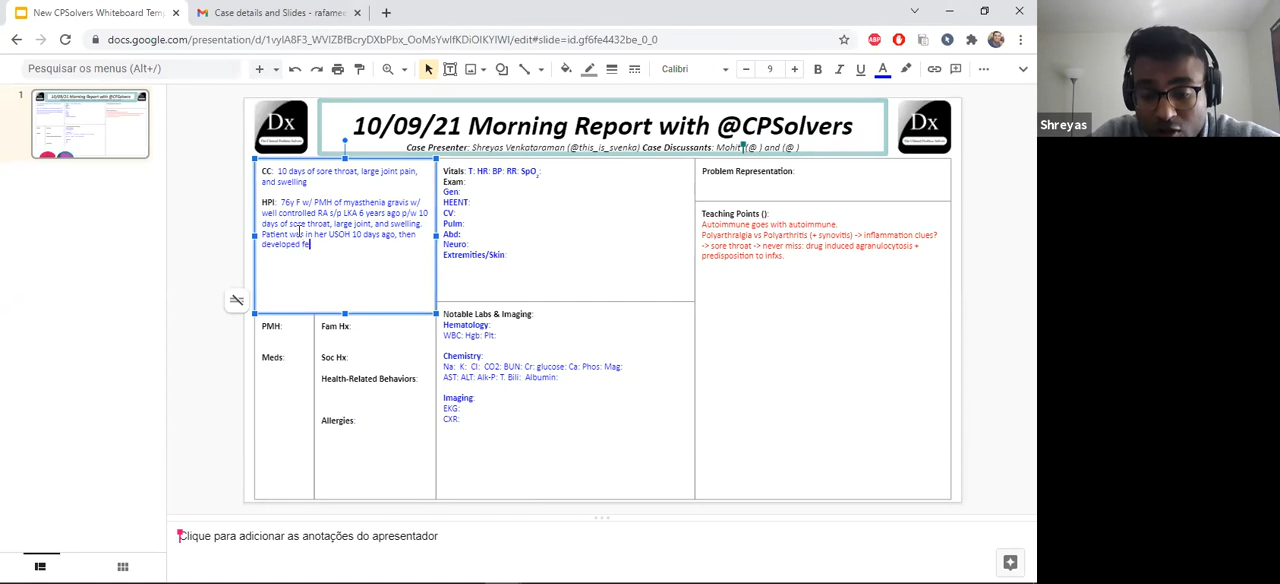 New CPSolvers Whiteboard Temp
Case details and Slides - rafamee
docs.google.com/presentation/d/
/edit#slide=id.gf6fe4432be_0_0
ABP
Pesquisar os menus (Alt+/)
Calibri
9
B I U A
1
Dx
10/09/21 Morning Report with @CPSolvers
Case Presenter: Shreyas Venkataraman (@this_is_svenka) Case Discussants: Mohit (@ ) and (@ )
Dx
CC: 10 days of sore throat, large joint pain,
and swelling
HPI: 76y F w/ PMH of myasthenia gravis w/
well controlled RA s/p LKA 6 years ago p/w 10
days of sore throat, large joint, and swelling.
Patient was in her USOH 10 days ago, then
developed fe
PMH:
Meds:
Fam Hx:
Soc Hx:
Health-Related Behaviors:
Allergies:
Vitals: T: HR: BP: RR: SpO2:
Exam:
Gen:
HEENT:
CV:
Pulm:
Abd:
Neuro:
Extremities/Skin:
Notable Labs & Imaging:
Hematology:
WBC: Hgb: Plt:
Chemistry:
Na: K: Cl: CO2: BUN: Cr: glucose: Ca: Phos: Mag:
AST: ALT: Alk-P: T. Bili: Albumin:
Imaging:
EKG:
CXR:
Problem Representation:
Teaching Points ():
Autoimmune goes with autoimmune.
Polyarthralgia vs Polyarthritis (+ synovitis) -> inflammation clues?
-> sore throat -> never miss: drug induced agranulocytosis +
predisposition to infxs.
Clique para adicionar as anotações do apresentador
Shreyas